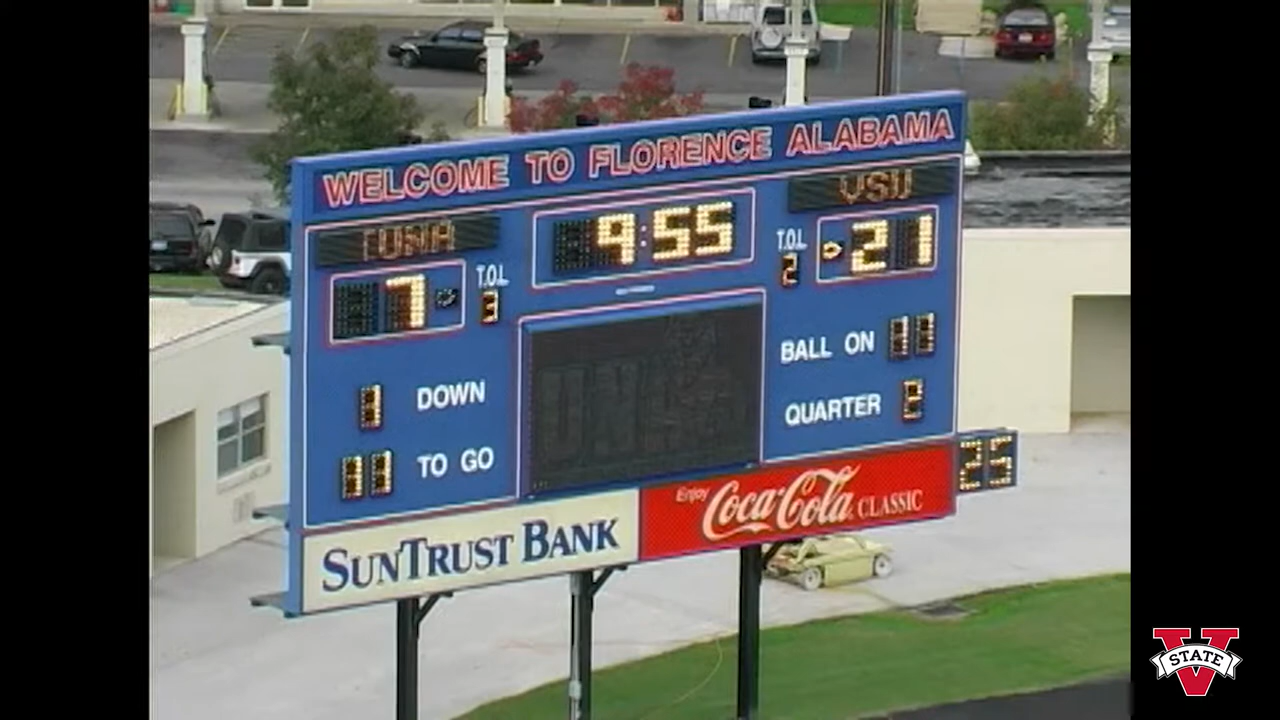 WELCOME TO FLORENCE ALABAMA
VSU
9:55
T.O.L
2
21
7
T.O.L
3
BALL ON 11
1 DOWN
QUARTER 2
11 TO GO
25
Enjoy
Coca-Cola CLASSIC
SUNTRUST BANK
V
STATE